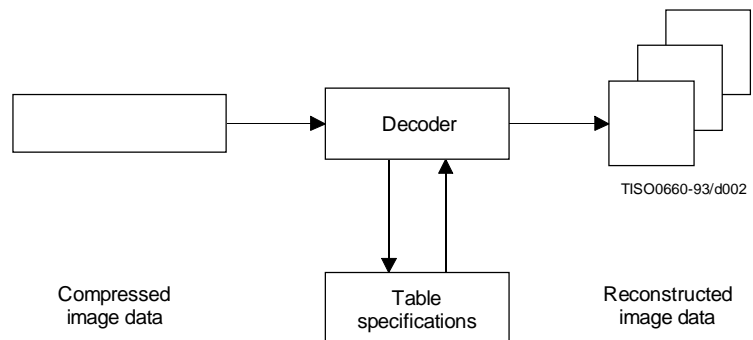 Decoder
TISO0660-93/d002
Compressed
image data
Table
specifications
Reconstructed
image data